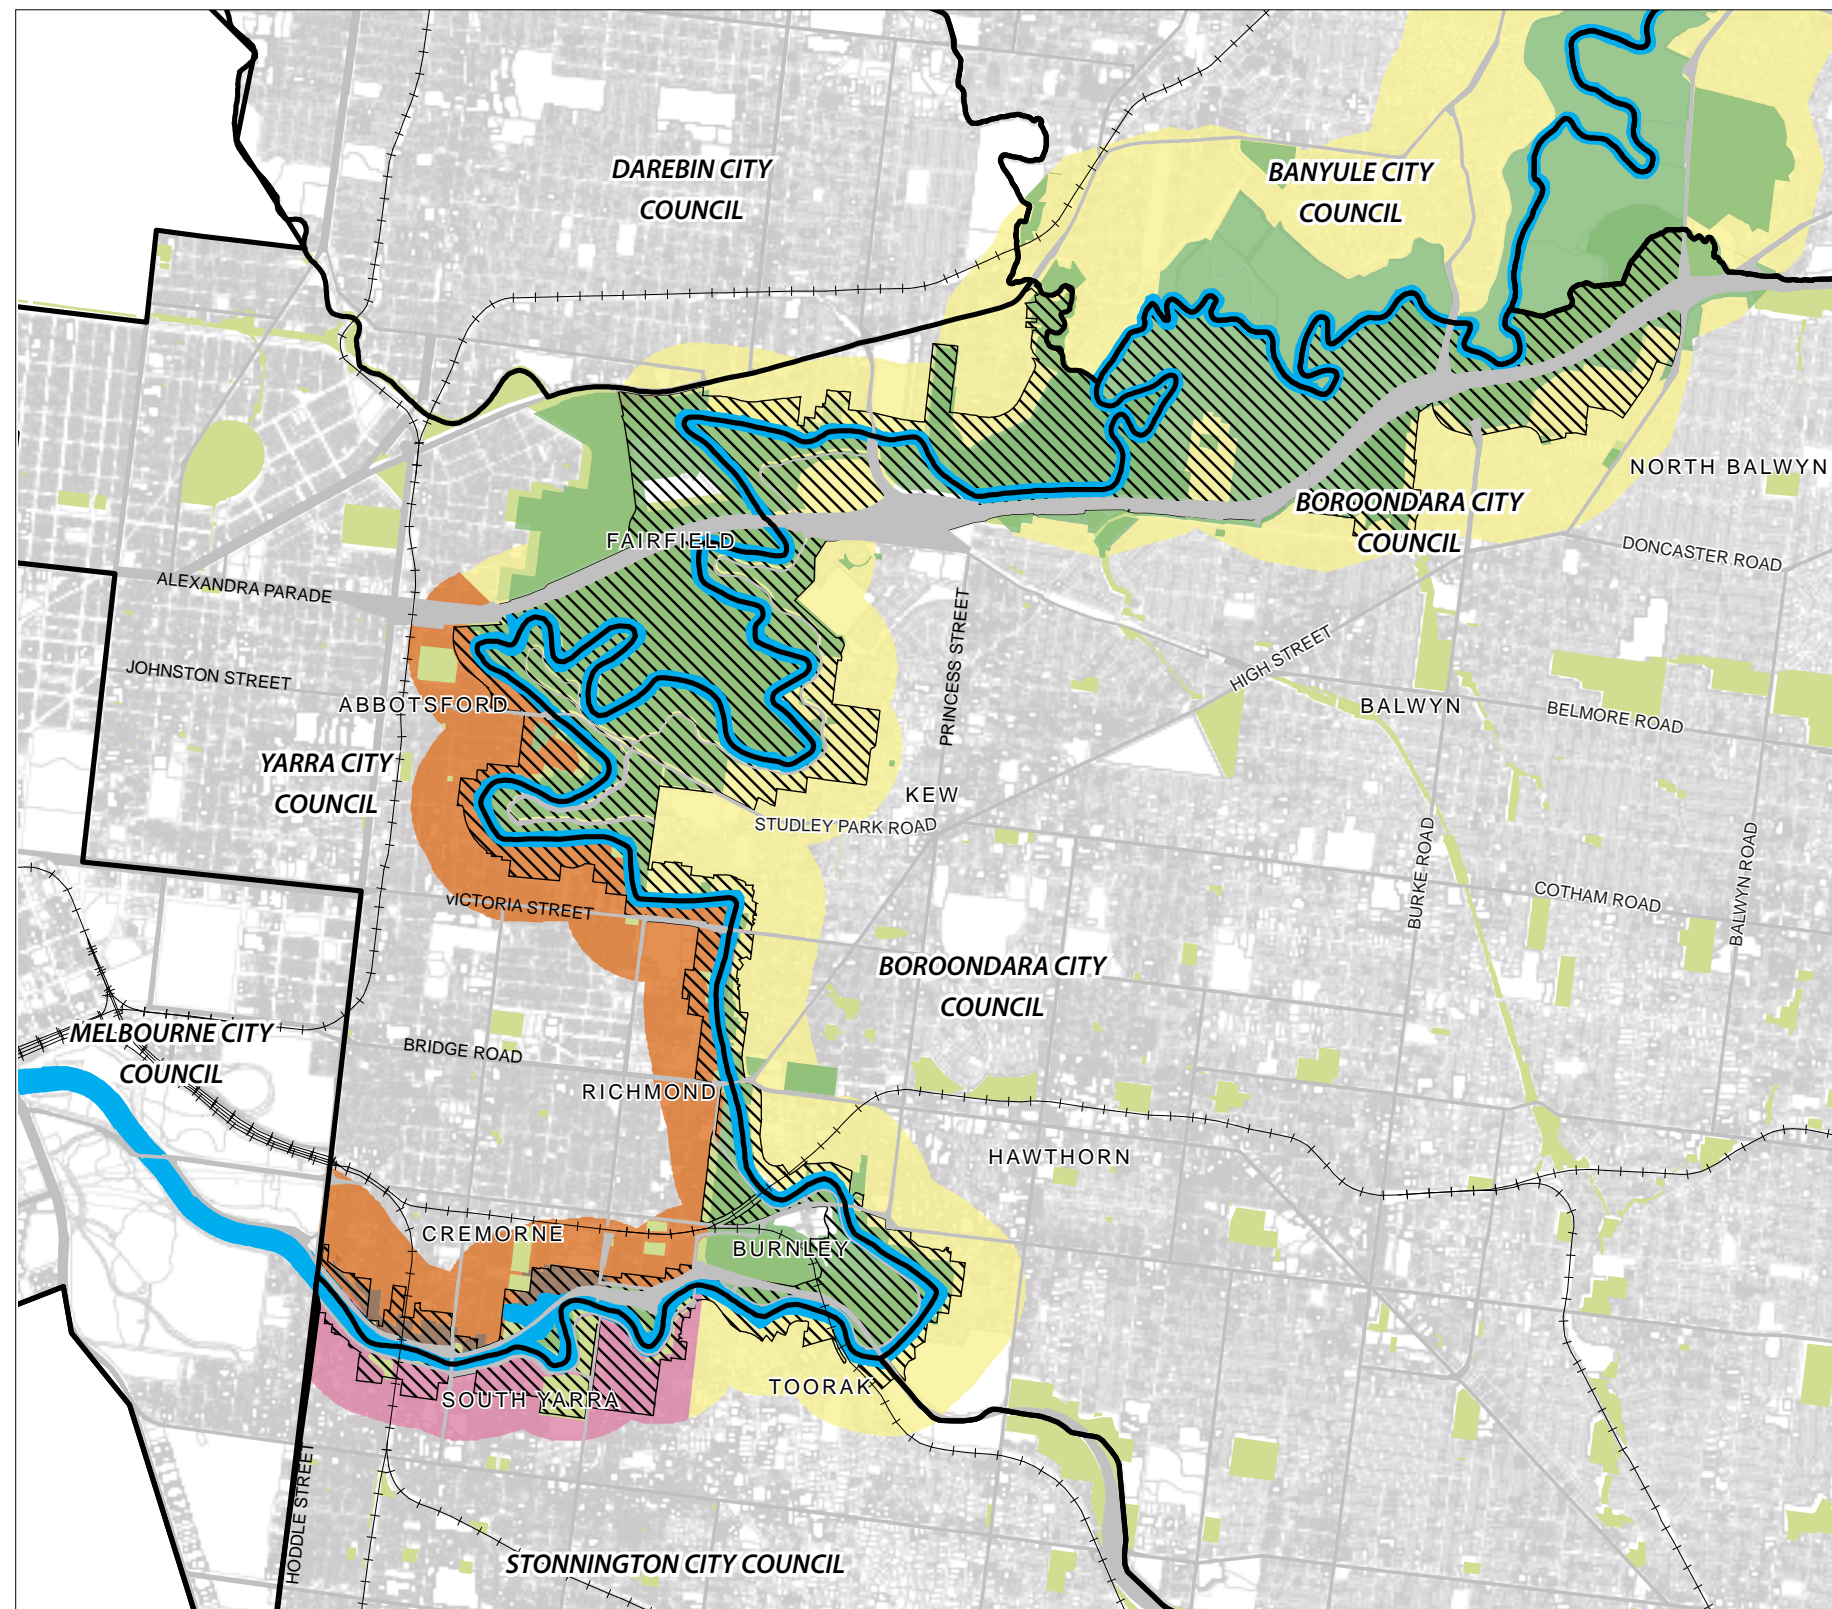 DAREBIN CITY
COUNCIL
BANYULE CITY
COUNCIL
NORTH BALWYN
BOROONDARA CITY
COUNCIL
FAIRFIELD
DONCASTER ROAD
ALEXANDRA PARADE
PRINCESS STREET
HIGH STREET
JOHNSTON STREET
ABBOTSFORD
BALWYN
BELMORE ROAD
YARRA CITY
COUNCIL
KEW
STUDLEY PARK ROAD
BURKE ROAD
BALWYN ROAD
COTHAM ROAD
vICTORIA STREET
BOROONDARA CITY
COUNCIL
MELBOURNE CITY
COUNCIL
BRIDGE ROAD
RICHMOND
HAWTHORN
CREMORNE
BURNLEY
TOORAK
SOUTH YARRA
HODDLE STREET
STONNINGTON CITY COUNCIL